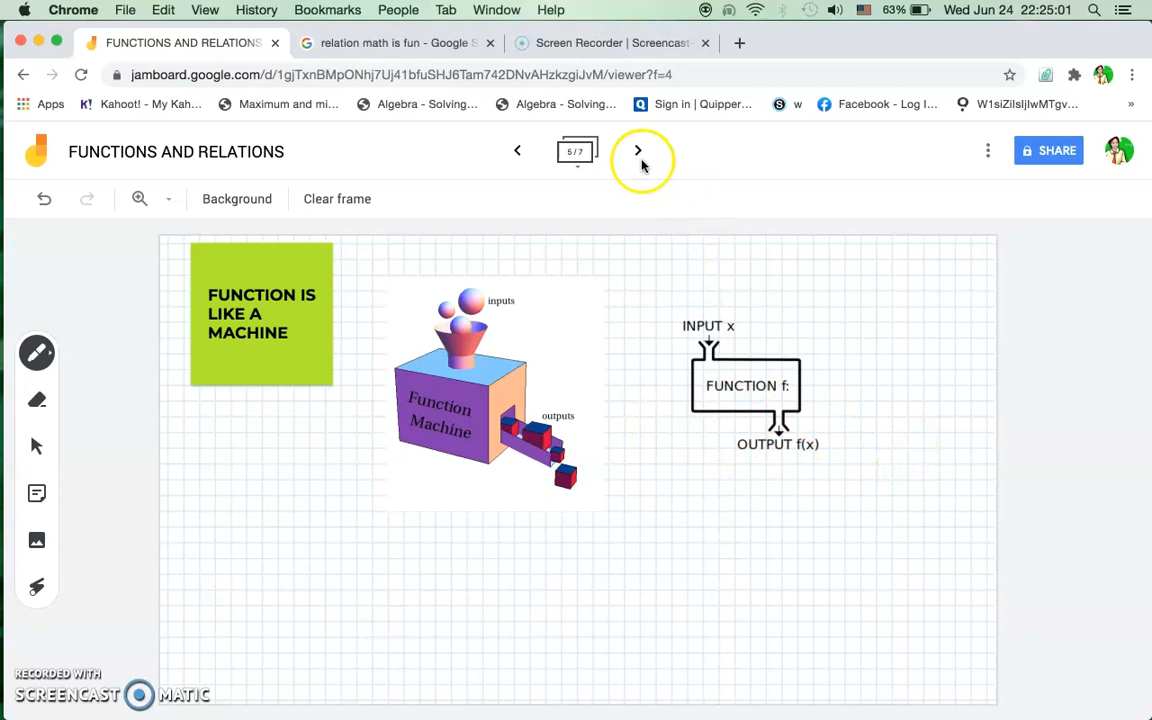 Chrome File Edit View History Bookmarks People Tab Window Help 63% Wed Jun 24 22:25:01
FUNCTIONS AND RELATIONS relation math is fun - Google S Screen Recorder | Screencast-
jamboard.google.com/d/1gjTxnBMpONhj7Uj41bfuSHJ6Tam742DNvAHzkzgiJvM/viewer?f=4
Apps Kahoot! - My Kah... Maximum and mi... Algebra - Solving... Algebra - Solving... Sign in | Quipper... w Facebook - Log I... W1siZiIsIjIwMTgv... »
FUNCTIONS AND RELATIONS 5 / 7 SHARE
Background Clear frame
FUNCTION IS
LIKE A
MACHINE
inputs
Function
Machine
outputs
INPUT x
FUNCTION f:
OUTPUT f(x)
RECORDED WITH
SCREENCAST MATIC